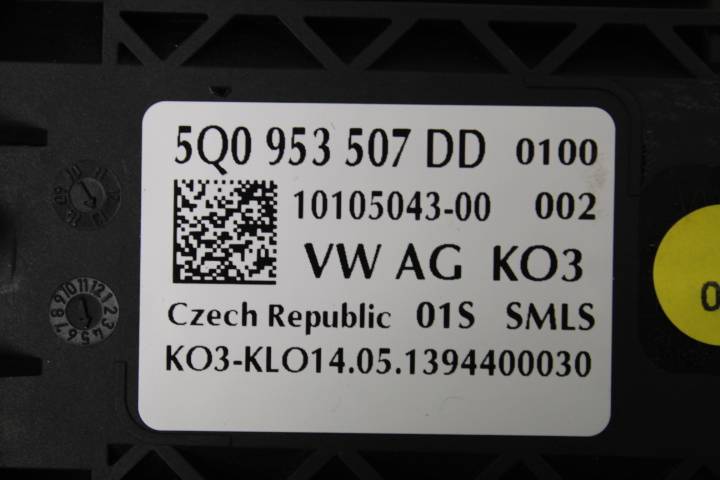 5Q0 953 507 DD 0100
10105043-00 002
VW AG KO3
Czech Republic 01S SMLS
KO3-KLO14.05.1394400030